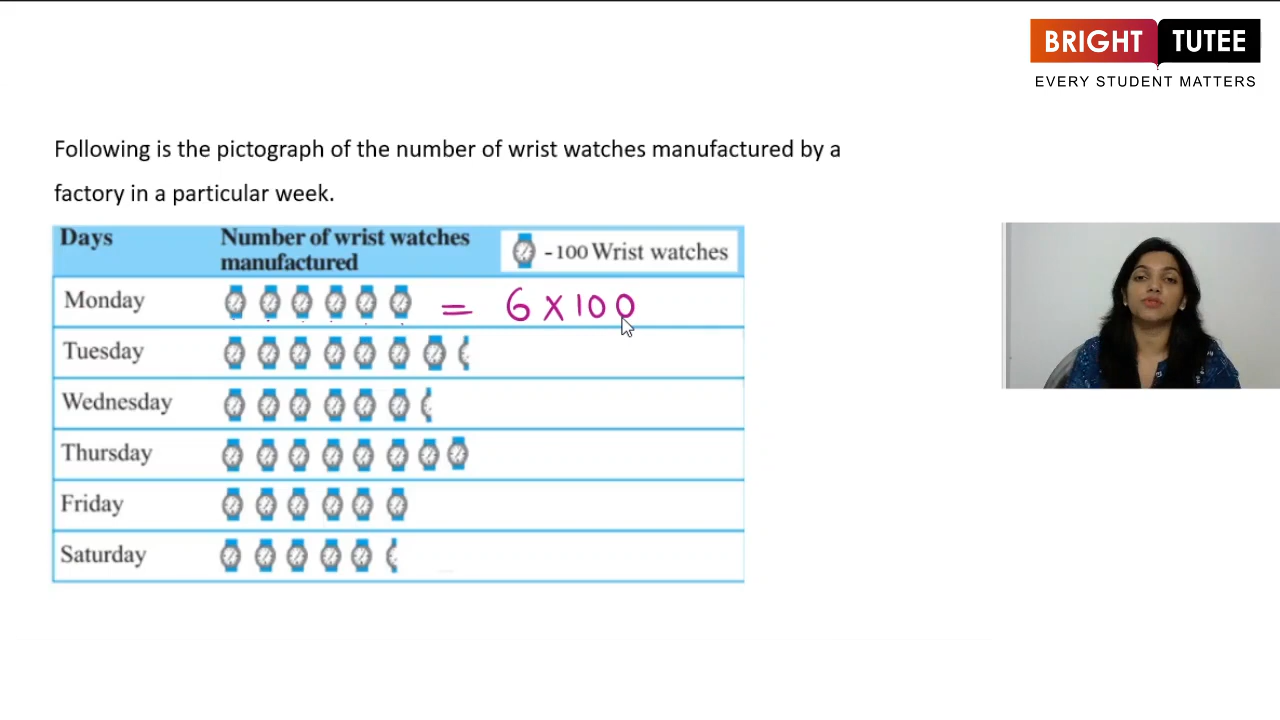 BRIGHT TUTEE
EVERY STUDENT MATTERS
Following is the pictograph of the number of wrist watches manufactured by a
factory in a particular week.
Days Number of wrist watches manufactured -100 Wrist watches
Monday = 6 X 100
Tuesday
Wednesday
Thursday
Friday
Saturday